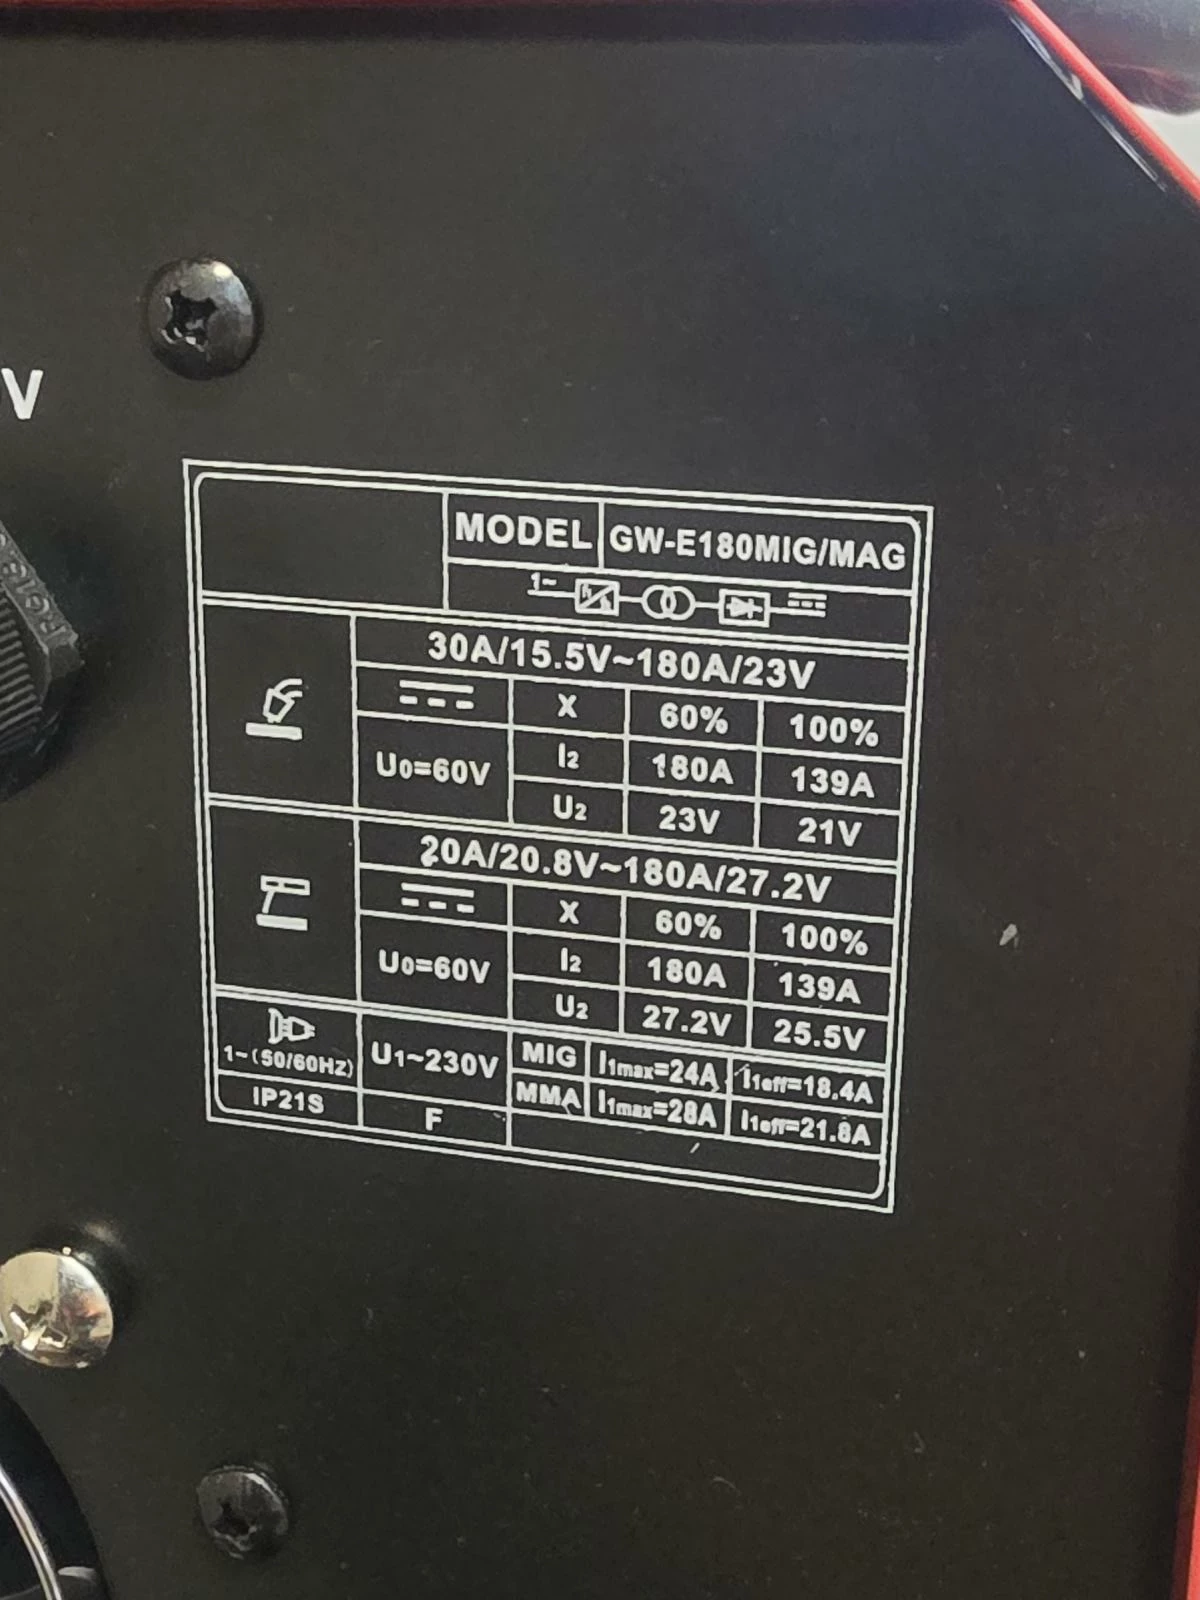 V
MODEL GW-E180MIG/MAG
1~
30A/15.5V~180A/23V
X 60% 100%
U0=60V I2 180A 139A
U2 23V 21V
20A/20.8V~180A/27.2V
X 60% 100%
U0=60V I2 180A 139A
U2 27.2V 25.5V
1~(50/60HZ) U1~230V MIG I1max=24A I1eff=18.4A
MMA I1max=28A I1eff=21.8A
IP21S F